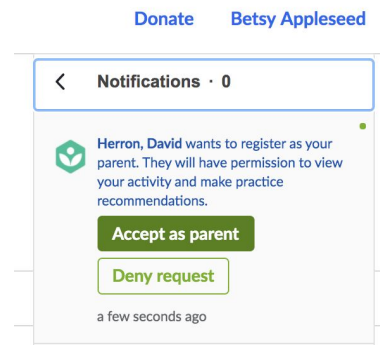 Donate Betsy Appleseed
Notifications · 0
Herron, David wants to register as your
parent. They will have permission to view
your activity and make practice
recommendations.
Accept as parent
Deny request
a few seconds ago